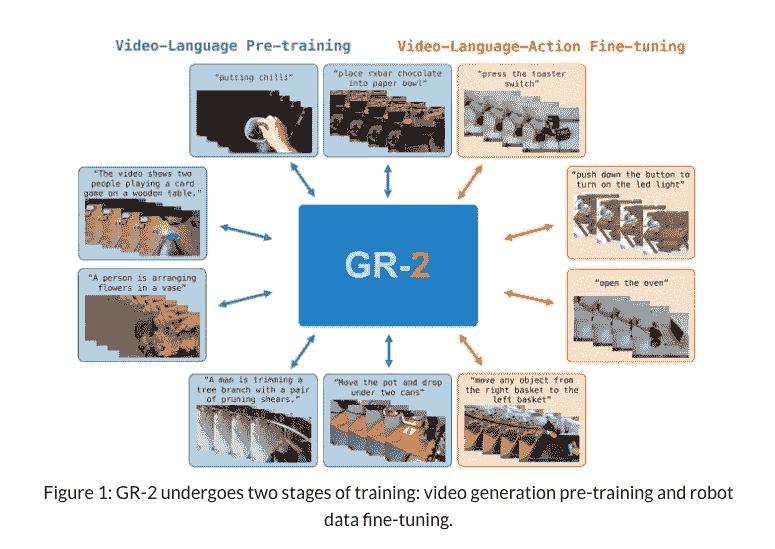 Video-Language Pre-training
Video-Language-Action Fine-tuning
"putting chilli"
"place rxbar chocolate
into paper bowl"
"press the toaster
switch"
"The video shows two
people playing a card
game on a wooden table."
"push down the button to
turn on the led light"
GR-2
"A person is arranging
flowers in a vase"
"open the oven"
"A man is trimming a
tree branch with a pair
of pruning shears."
"Move the pot and drop
under two cans"
"move any object from
the right basket to the
left basket"
Figure 1: GR-2 undergoes two stages of training: video generation pre-training and robot
data fine-tuning.